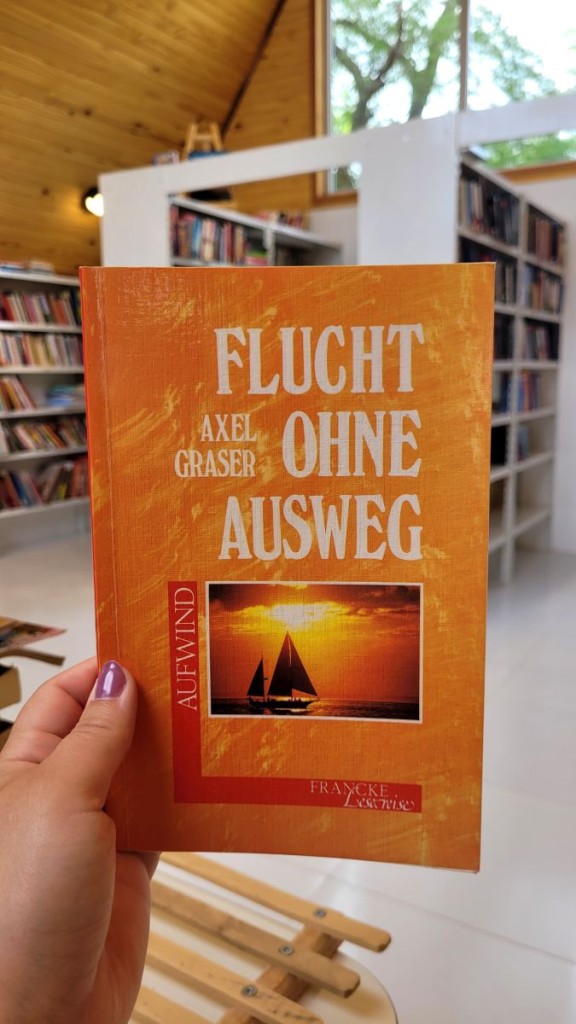 FLUCHT
AXEL
GRASER
OHNE
AUSWEG
AUFWIND
FRANCKE
Lesereise